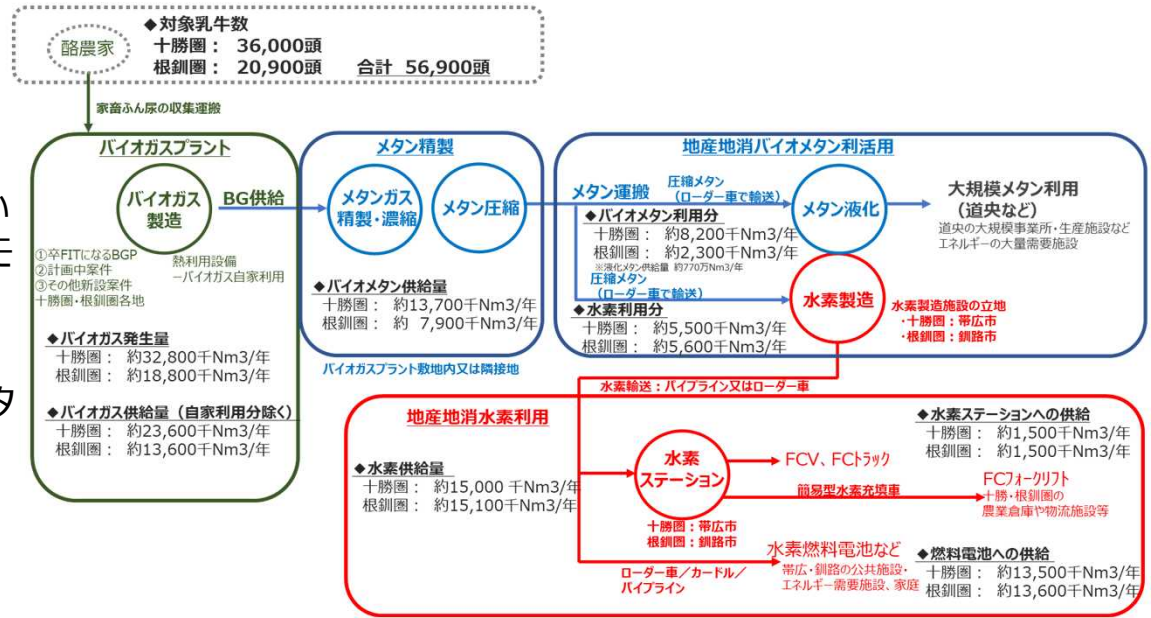 ◆対象乳牛数
酪農家
十勝圏： 36,000頭
根釧圏： 20,900頭 合計 56,900頭
家畜ふん尿の収集運搬
バイオガスプラント
バイオガス
製造
BG供給
①卒FITになるBGP
②計画中案件
③その他新設案件
十勝圏・根釧圏各地
熱利用設備
－バイオガス自家利用
◆バイオガス発生量
十勝圏： 約32,800千Nm3/年
根釧圏： 約18,800千Nm3/年
◆バイオガス供給量（自家利用分除く）
十勝圏： 約23,600千Nm3/年
根釧圏： 約13,600千Nm3/年
メタン精製
メタンガス
精製・濃縮
メタン圧縮
◆バイオメタン供給量
十勝圏： 約13,700千Nm3/年
根釧圏： 約 7,900千Nm3/年
バイオガスプラント敷地内又は隣接地
地産地消バイオメタン利活用
メタン運搬
圧縮メタン
（ローダー車で輸送）
◆バイオメタン利用分
十勝圏： 約8,200千Nm3/年
根釧圏： 約2,300千Nm3/年
※液化メタン供給量 約770万Nm3/年
圧縮メタン
（ローダー車で輸送）
◆水素利用分
十勝圏： 約5,500千Nm3/年
根釧圏： 約5,600千Nm3/年
メタン液化
大規模メタン利用
（道央など）
道央の大規模事業所・生産施設など
エネルギーの大量需要施設
水素製造
水素製造施設の立地
・十勝圏：帯広市
・根釧圏：釧路市
水素輸送：パイプライン又はローダー車
地産地消水素利用
◆水素供給量
十勝圏： 約15,000 千Nm3/年
根釧圏： 約15,100千Nm3/年
水素
ステーション
十勝圏：帯広市
根釧圏：釧路市
FCV、FCトラック
簡易型水素充填車
◆水素ステーションへの供給
十勝圏： 約1,500千Nm3/年
根釧圏： 約1,500千Nm3/年
FCフォークリフト
十勝・根釧圏の
農業倉庫や物流施設等
ローダー車／カードル／
パイプライン
水素燃料電池など
帯広・釧路の公共施設・
エネルギー需要施設、家庭
◆燃料電池への供給
十勝圏： 約13,500千Nm3/年
根釧圏： 約13,600千Nm3/年
い
タ